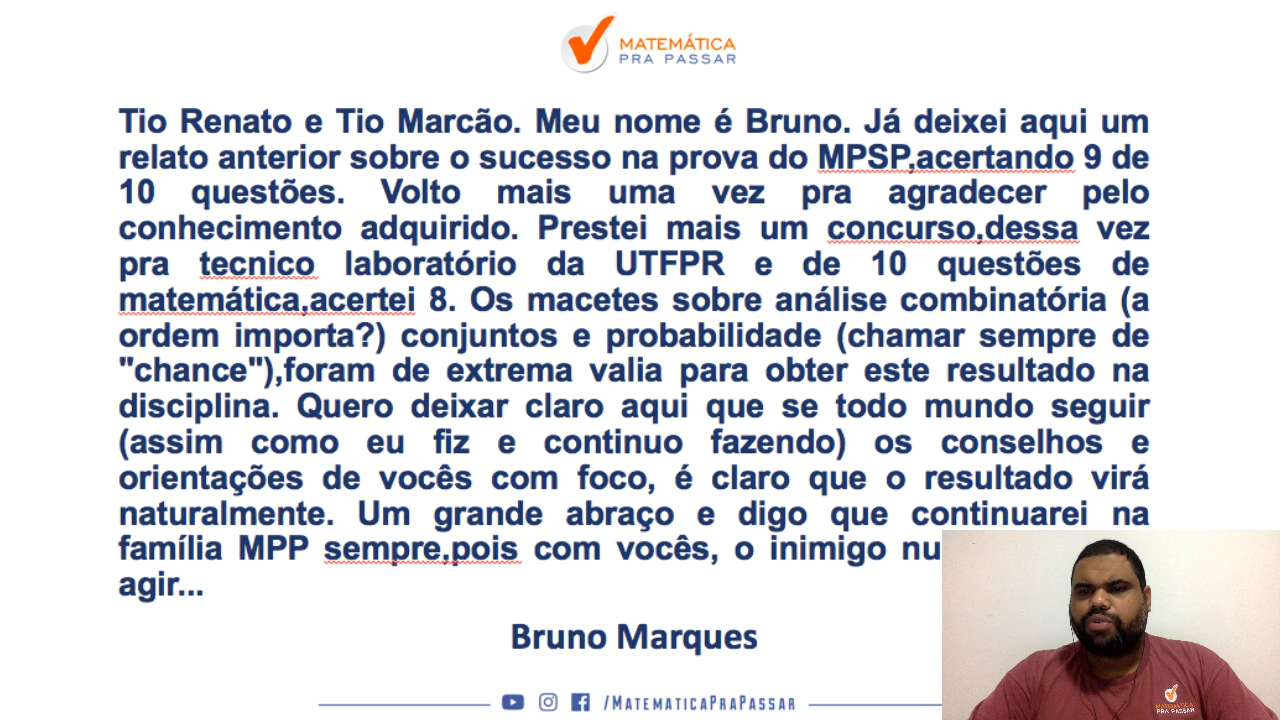 MATEMÁTICA
PRA PASSAR
Tio Renato e Tio Marcão. Meu nome é Bruno. Já deixei aqui um
relato anterior sobre o sucesso na prova do MPSP,acertando 9 de
10 questões. Volto mais uma vez pra agradecer pelo
conhecimento adquirido. Prestei mais um concurso,dessa vez
pra tecnico laboratório da UTFPR e de 10 questões de
matemática,acertei 8. Os macetes sobre análise combinatória (a
ordem importa?) conjuntos e probabilidade (chamar sempre de
"chance"),foram de extrema valia para obter este resultado na
disciplina. Quero deixar claro aqui que se todo mundo seguir
(assim como eu fiz e continuo fazendo) os conselhos e
orientações de vocês com foco, é claro que o resultado virá
naturalmente. Um grande abraço e digo que continuarei na
família MPP sempre,pois com vocês, o inimigo
agir...
Bruno Marques
/MATEMATICAPRAPASSAR
MATEMÁTICA
PRA PASSAR